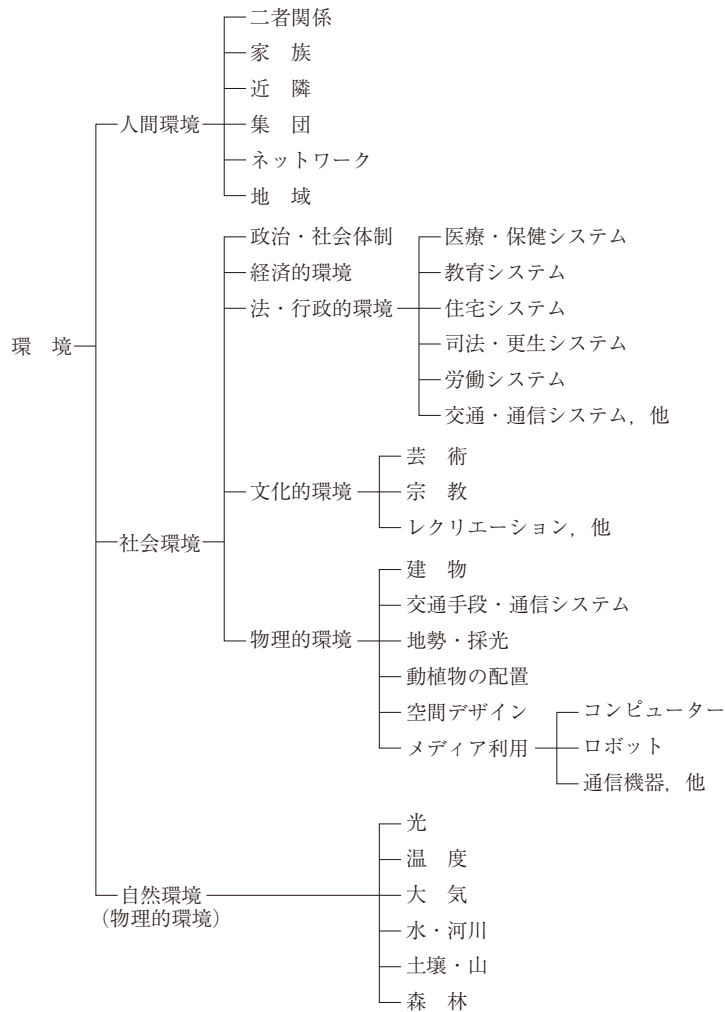 環　境
人間環境
二者関係
家　族
近　隣
集　団
ネットワーク
地　域
社会環境
政治・社会体制
経済的環境
法・行政的環境
医療・保健システム
教育システム
住宅システム
司法・更生システム
労働システム
交通・通信システム，他
文化的環境
芸　術
宗　教
レクリエーション，他
物理的環境
建　物
交通手段・通信システム
地勢・採光
動植物の配置
空間デザイン
メディア利用
コンピューター
ロボット
通信機器，他
自然環境
（物理的環境）
光
温　度
大　気
水・河川
土壌・山
森　林